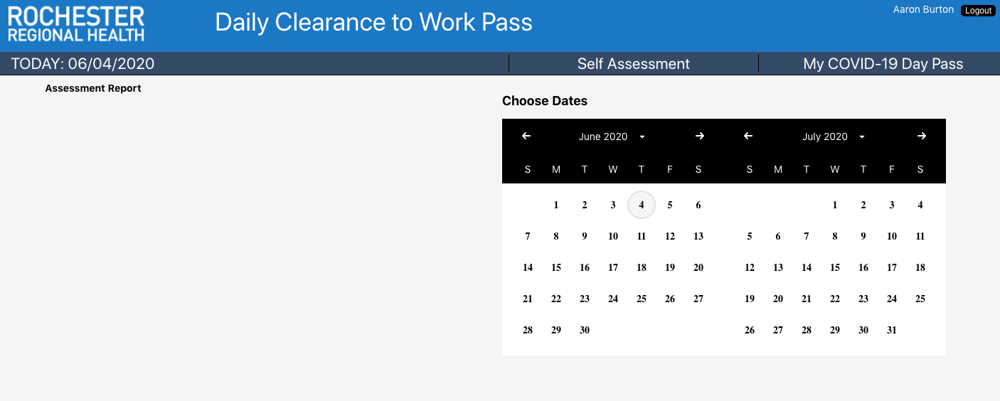 ROCHESTER
REGIONAL HEALTH
Daily Clearance to Work Pass
Aaron Burton Logout
TODAY: 06/04/2020 Self Assessment My COVID-19 Day Pass
Assessment Report
Choose Dates
June 2020
S M T W T F S
1 2 3 4 5 6
7 8 9 10 11 12 13
14 15 16 17 18 19 20
21 22 23 24 25 26 27
28 29 30
July 2020
S M T W T F S
1 2 3 4
5 6 7 8 9 10 11
12 13 14 15 16 17 18
19 20 21 22 23 24 25
26 27 28 29 30 31